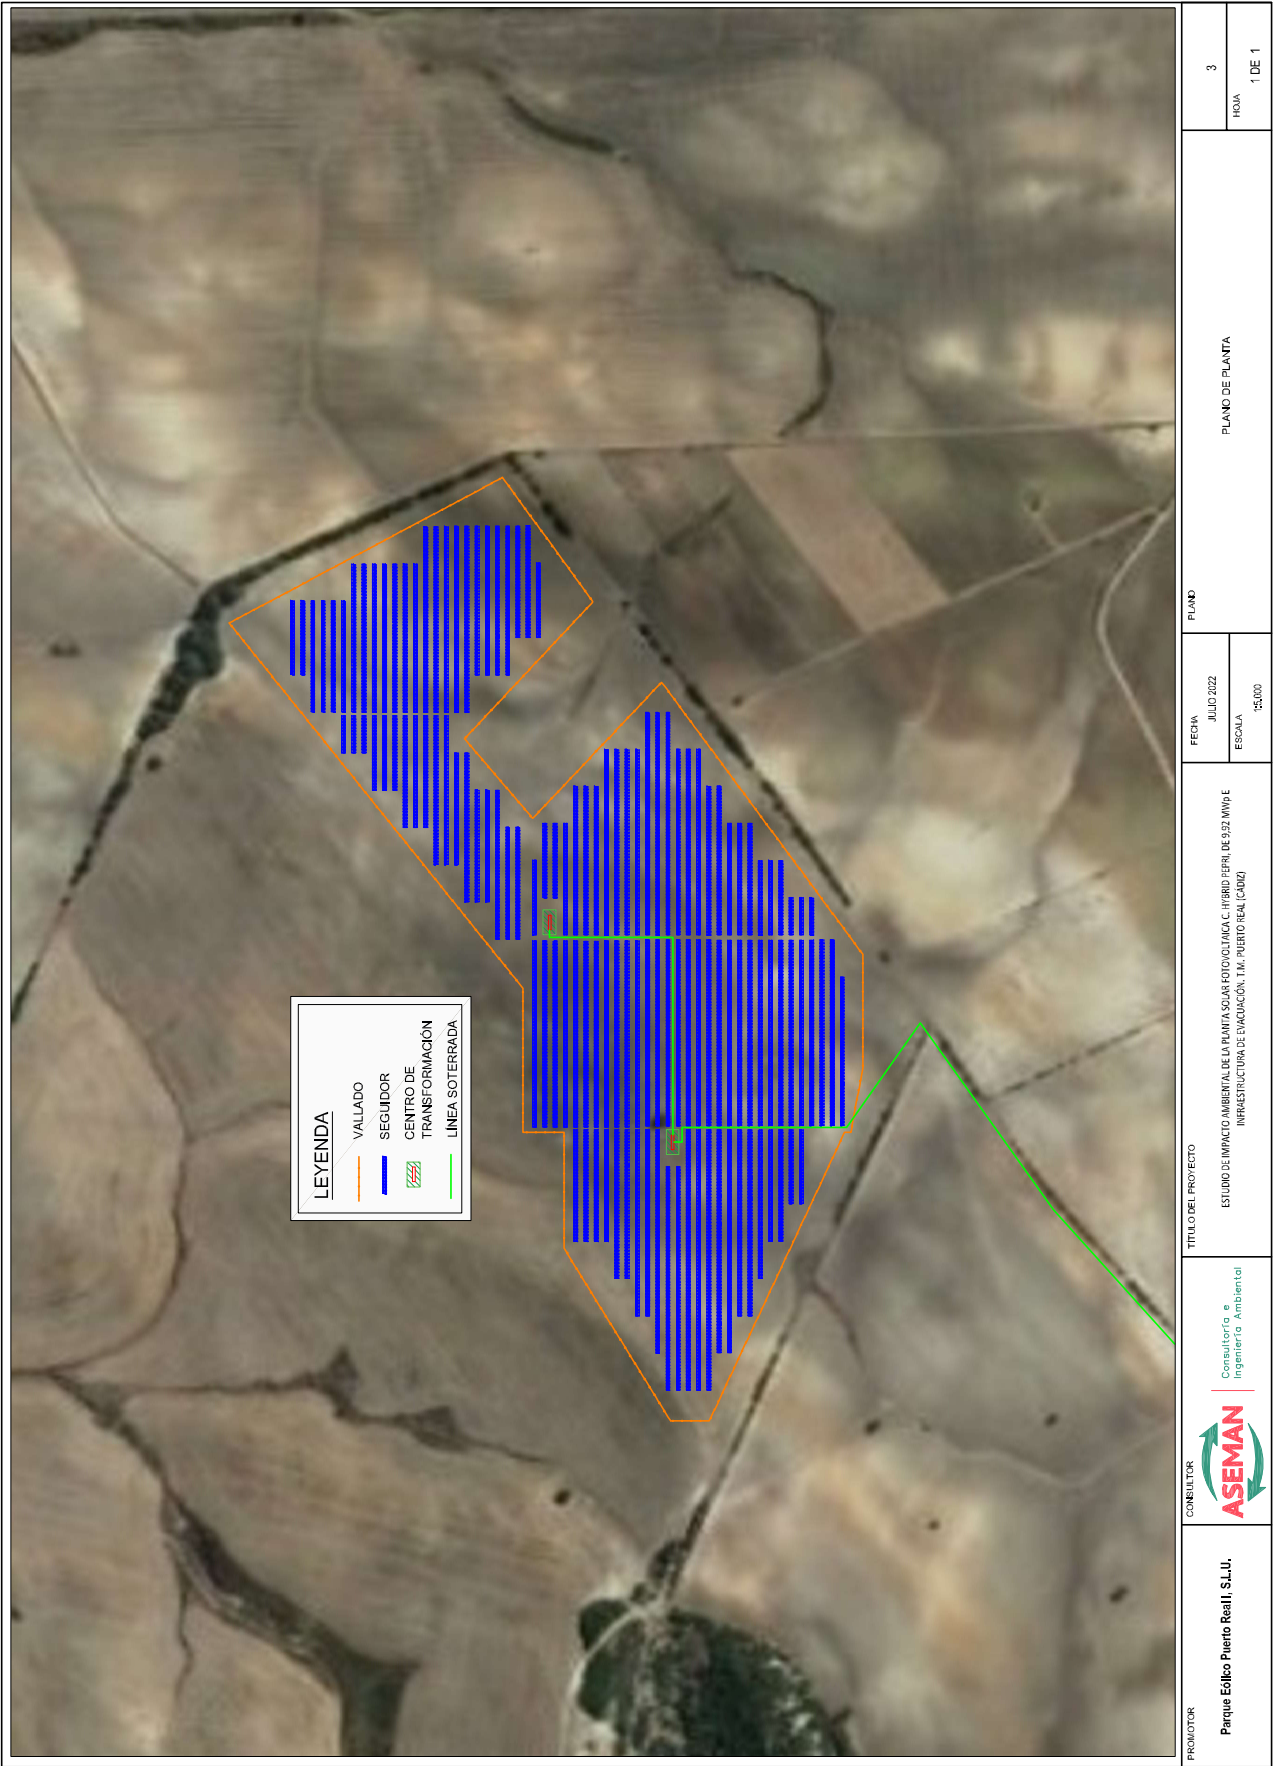 LEYENDA
VALLADO
SEGUIDOR
CENTRO DE
TRANSFORMACIÓN
LÍNEA SOTERRADA
PROMOTOR
Parque Eólico Puerto Real I, S.L.U.
CONSULTOR
ASEMAN
Consultoría e
Ingeniería Ambiental
TÍTULO DEL PROYECTO
ESTUDIO DE IMPACTO AMBIENTAL DE LA PLANTA SOLAR FOTOVOLTAICA C. HYBRID PEPRI, DE 9,92 MWp E
INFRAESTRUCTURA DE EVACUACIÓN. T.M. PUERTO REAL (CÁDIZ)
FECHA
JULIO 2022
ESCALA
1:5.000
PLANO
PLANO DE PLANTA
3
HOJA
1 DE 1